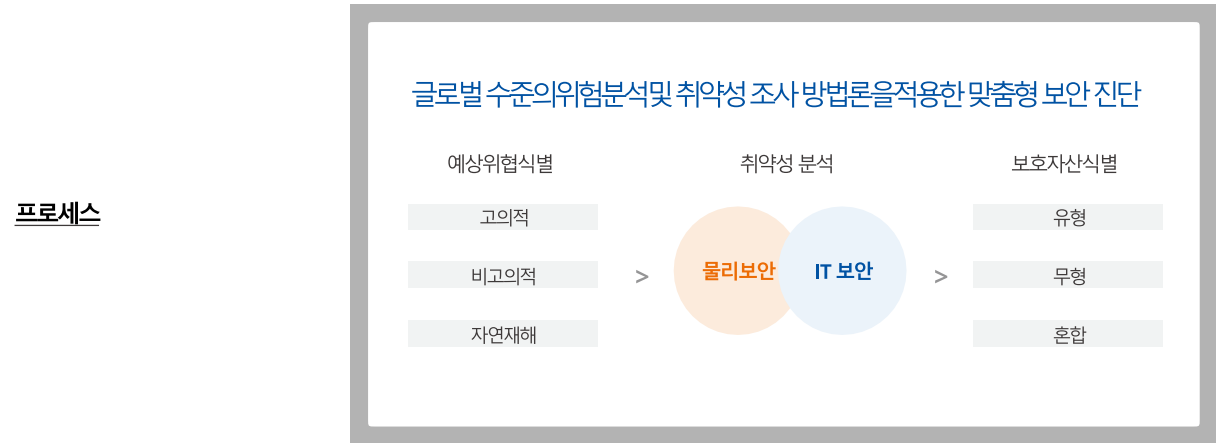 프로세스
글로벌 수준의위험분석및 취약성 조사 방법론을적용한 맞춤형 보안 진단
예상위협식별
고의적
비고의적
자연재해
>
취약성 분석
물리보안
IT 보안
>
보호자산식별
유형
무형
혼합